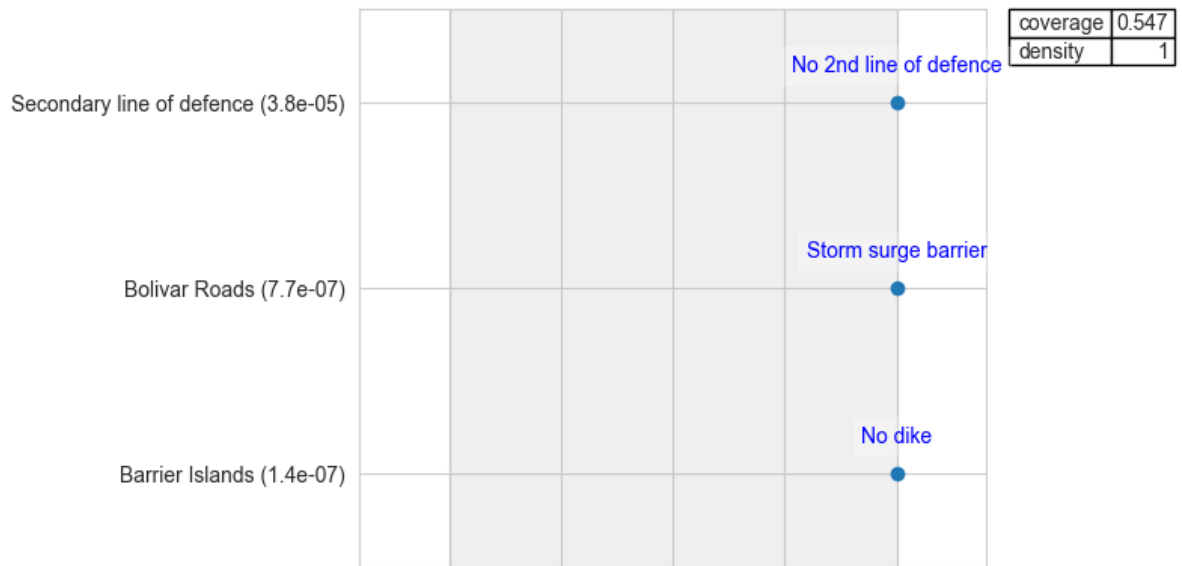 coverage 0.547
density 1
No 2nd line of defence
Secondary line of defence (3.8e-05)
Storm surge barrier
Bolivar Roads (7.7e-07)
No dike
Barrier Islands (1.4e-07)